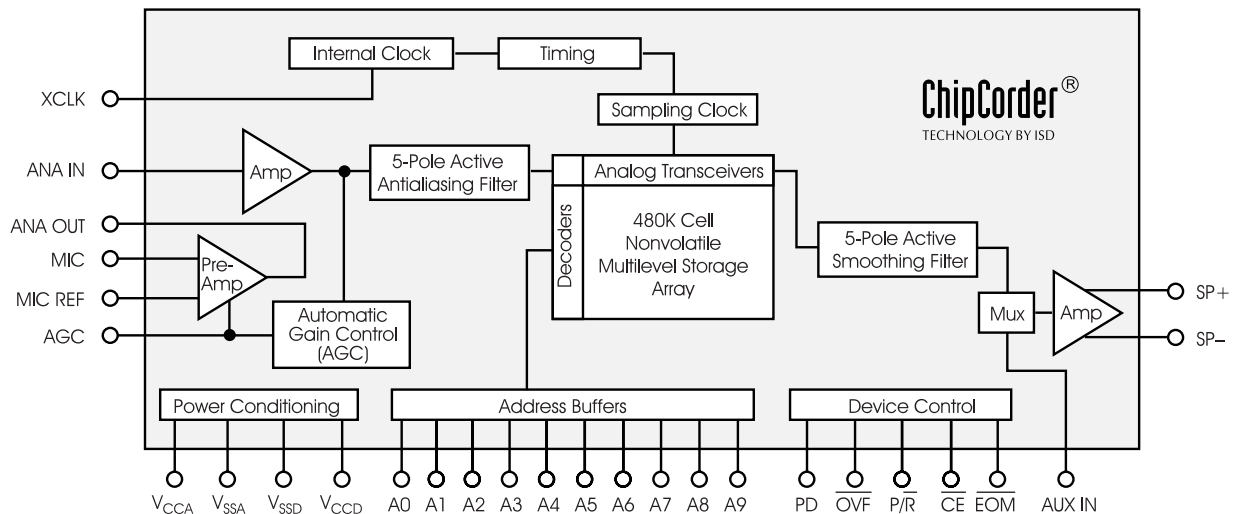 Internal Clock
Timing
ChipCorder®
TECHNOLOGY BY ISD
XCLK
Sampling Clock
ANA IN
Amp
5-Pole Active
Antialiasing Filter
Analog Transceivers
Decoders
480K Cell
Nonvolatile
Multilevel Storage
Array
ANA OUT
MIC
Pre-
Amp
MIC REF
AGC
Automatic
Gain Control
(AGC)
5-Pole Active
Smoothing Filter
Mux
Amp
SP+
SP–
Power Conditioning
Address Buffers
Device Control
VCCA VSSA VSSD VCCD A0 A1 A2 A3 A4 A5 A6 A7 A8 A9 PD O̅V̅F̅ P/R̅ C̅E̅ E̅O̅M̅ AUX IN